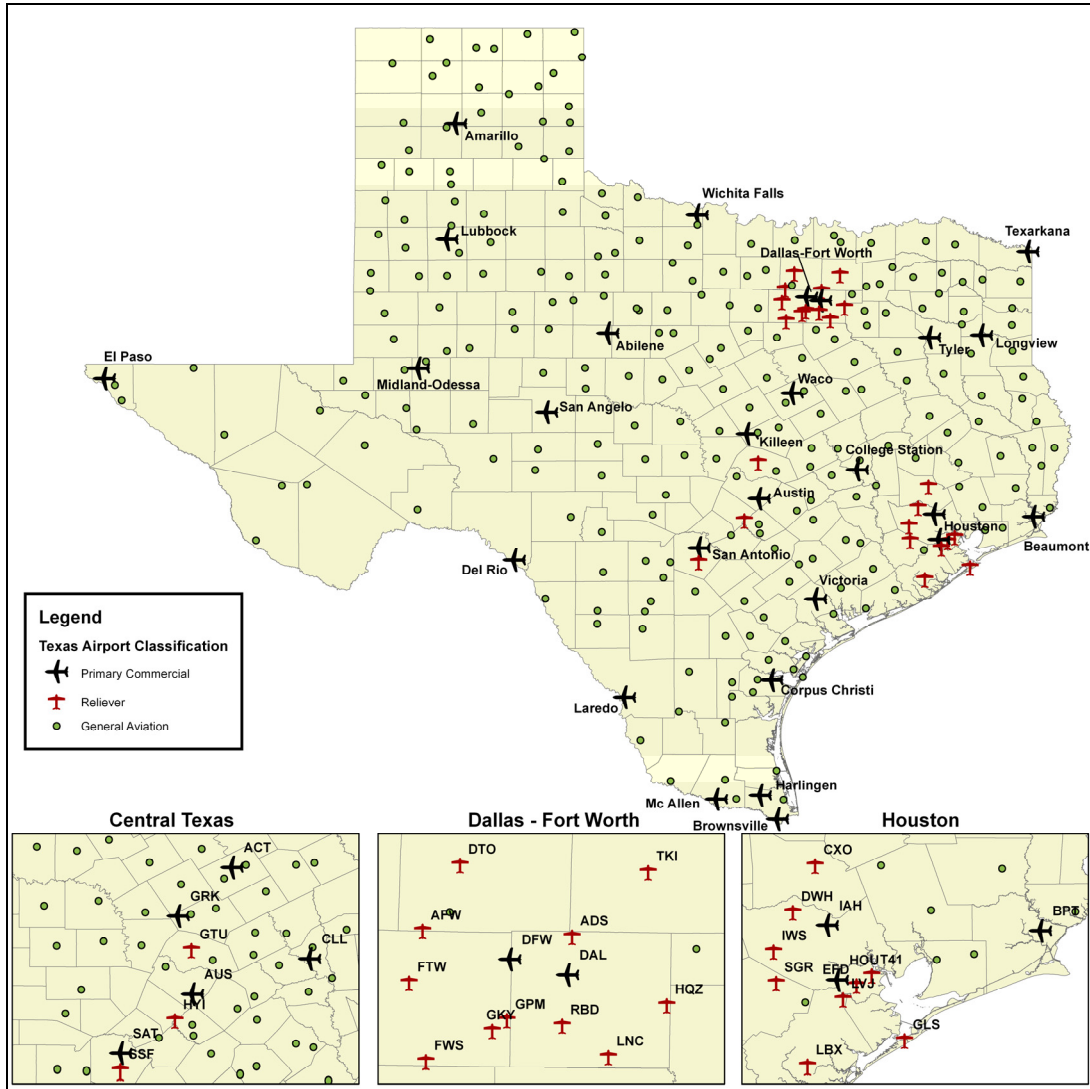 Amarillo
Wichita Falls
Texarkana
Lubbock
Dallas-Fort Worth
Abilene
Tyler
Longview
El Paso
Midland-Odessa
Waco
San Angelo
Killeen
College Station
Austin
Houston
San Antonio
Beaumont
Del Rio
Victoria
Legend
Texas Airport Classification
Primary Commercial
Reliever
General Aviation
Laredo
Corpus Christi
Mc Allen
Harlingen
Brownsville
Central Texas
ACT
GRK
GTU
CLL
AUS
HYI
SAT
SSF
Dallas - Fort Worth
DTO
TKI
AFW
ADS
DFW
FTW
DAL
HQZ
GPM
GKY
RBD
FWS
LNC
Houston
CXO
DWH
IAH
BPT
IWS
SGR
EFD
HOUT41
GLS
LBX